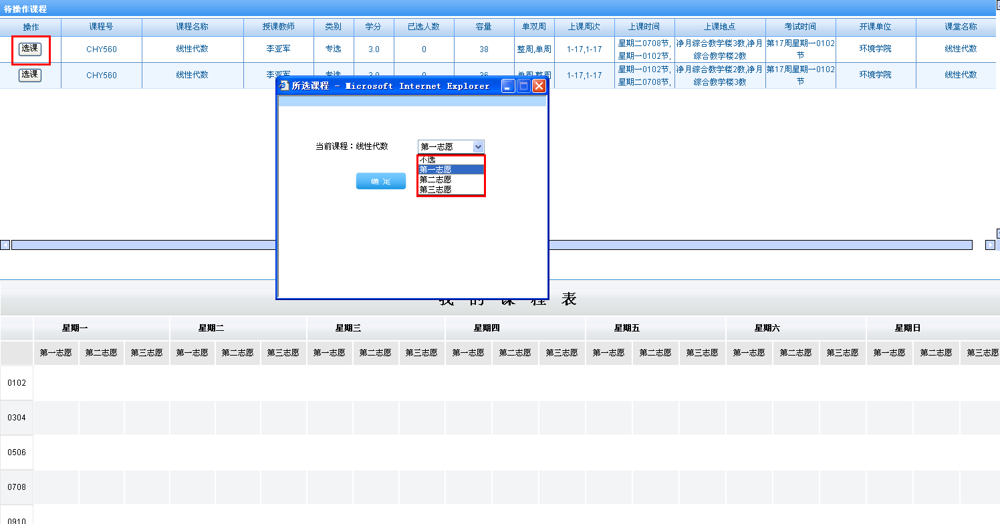 待操作课程
操作 课程号 课程名称 授课教师 类别 学分 已选人数 容量 单双周 上课周次 上课时间 上课地点 考试时间 开课单位 课堂名称
选课 CHY560 线性代数 李亚军 专选 3.0 0 38 整周,单周 1-17,1-17 星期二0708节, 净月综合教学楼3教,净月 第17周星期一0102 环境学院 线性代数
星期一0102节, 综合教学楼2教 节
选课 CHY560 线性代数 李亚军 专选 3.0 0 36 单周,整周 1-17,1-17 星期一0102节, 净月综合教学楼2教,净月 第17周星期一0102 环境学院 线性代数
星期二0708节, 综合教学楼3教 节
所选课程 - Microsoft Internet Explorer
当前课程：线性代数 第一志愿
不选
第一志愿
第二志愿
第三志愿
确 定
我 的 课 程 表
星期一 星期二 星期三 星期四 星期五 星期六 星期日
第一志愿 第二志愿 第三志愿 第一志愿 第二志愿 第三志愿 第一志愿 第二志愿 第三志愿 第一志愿 第二志愿 第三志愿 第一志愿 第二志愿 第三志愿 第一志愿 第二志愿 第三志愿 第一志愿 第二志愿 第三志愿
0102
0304
0506
0708
0910